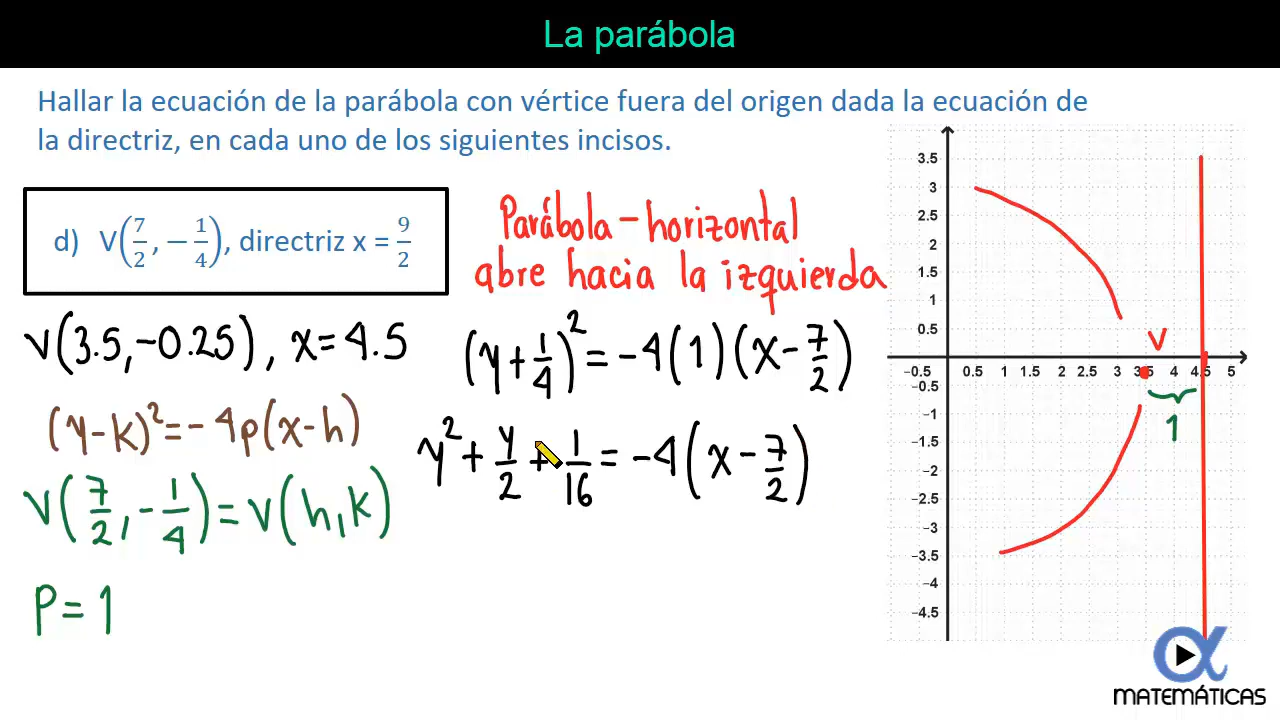 La parábola
Hallar la ecuación de la parábola con vértice fuera del origen dada la ecuación de
la directriz, en cada uno de los siguientes incisos.
d) V(7/2, −1/4), directriz x = 9/2
Parábola – horizontal
abre hacia la izquierda
V(3.5, −0.25), x = 4.5
(y − k)² = −4p(x − h)
V(7/2, −1/4) = V(h, k)
P = 1
(y + 1/4)² = −4(1)(x − 7/2)
y² + y/2 + 1/16 = −4(x − 7/2)
3.5
3
2.5
2
1.5
1
0.5
−0.5 0.5 1 1.5 2 2.5 3 3.5 4 4.5 5
−0.5
−1
−1.5
−2
−2.5
−3
−3.5
−4
−4.5
V
1
MATEMÁTICAS